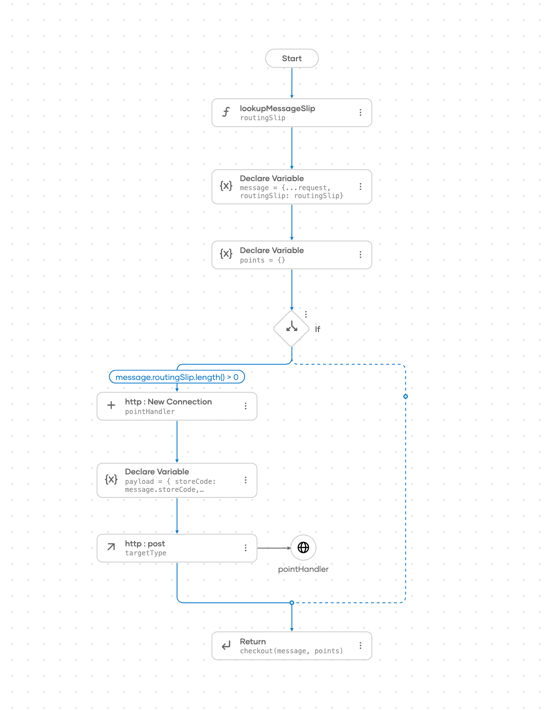 Start
lookupMessageSlip
routingSlip
Declare Variable
message = {...request,
routingSlip: routingSlip}
Declare Variable
points = {}
If
message.routingSlip.length() > 0
http : New Connection
pointHandler
Declare Variable
payload = { storeCode:
message.storeCode,…
http : post
targetType
pointHandler
Return
checkout(message, points)